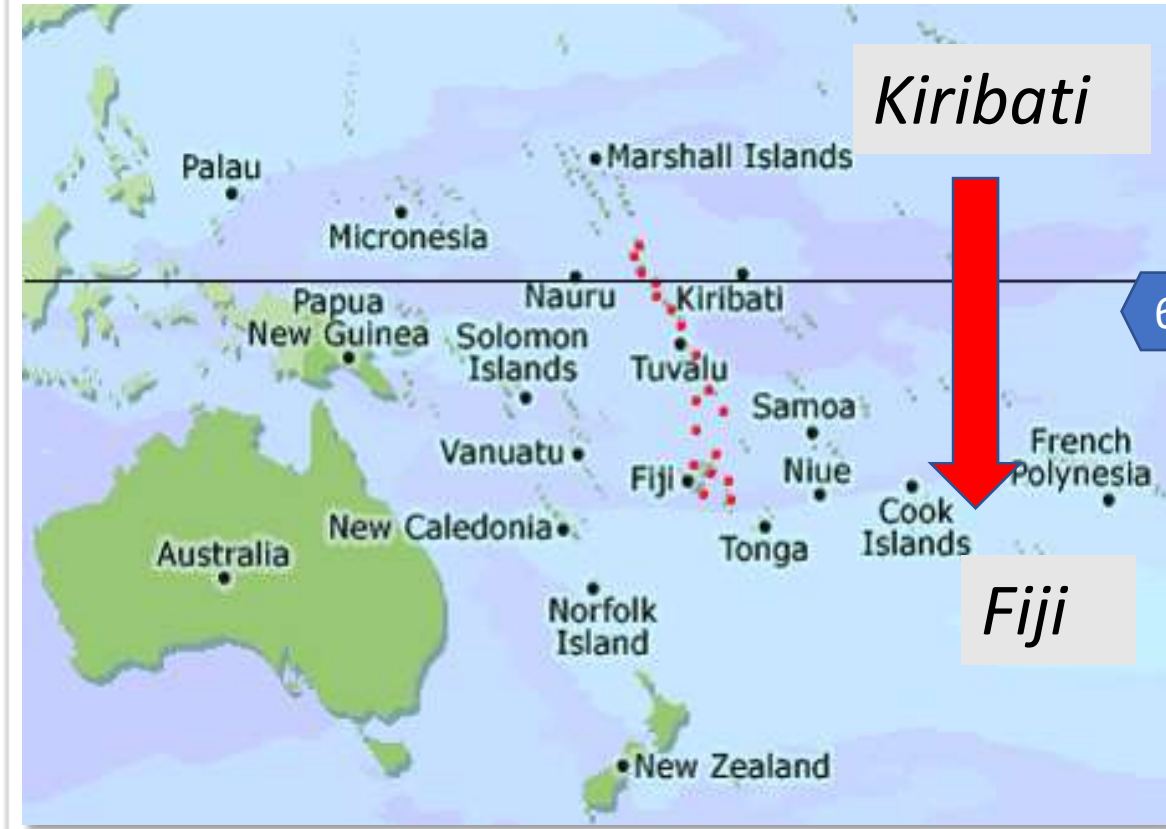 Kiribati
Palau
Marshall Islands
Micronesia
Nauru
Kiribati
Papua
New Guinea
Solomon
Islands
Tuvalu
Samoa
Vanuatu
Fiji
Niue
French
Polynesia
Cook
Islands
New Caledonia
Tonga
Australia
Norfolk
Island
Fiji
New Zealand
6